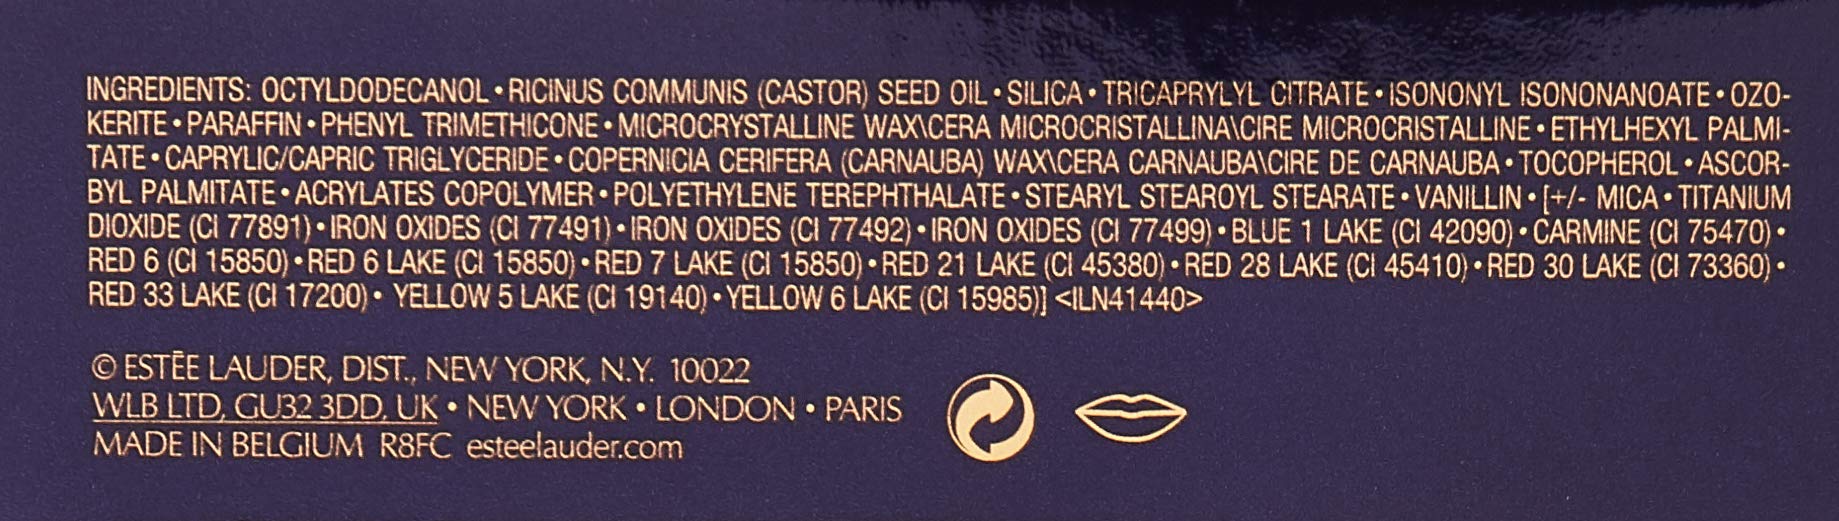 INGREDIENTS: OCTYLDODECANOL • RICINUS COMMUNIS (CASTOR) SEED OIL • SILICA • TRICAPRYLYL CITRATE • ISONONYL ISONONANOATE • OZO-
KERITE • PARAFFIN • PHENYL TRIMETHICONE • MICROCRYSTALLINE WAX\CERA MICROCRISTALLINA\CIRE MICROCRISTALLINE • ETHYLHEXYL PALMI-
TATE • CAPRYLIC/CAPRIC TRIGLYCERIDE • COPERNICIA CERIFERA (CARNAUBA) WAX\CERA CARNAUBA\CIRE DE CARNAUBA • TOCOPHEROL • ASCOR-
BYL PALMITATE • ACRYLATES COPOLYMER • POLYETHYLENE TEREPHTHALATE • STEARYL STEAROYL STEARATE • VANILLIN • [+/- MICA • TITANIUM
DIOXIDE (CI 77891) • IRON OXIDES (CI 77491) • IRON OXIDES (CI 77492) • IRON OXIDES (CI 77499) • BLUE 1 LAKE (CI 42090) • CARMINE (CI 75470) •
RED 6 (CI 15850) • RED 6 LAKE (CI 15850) • RED 7 LAKE (CI 15850) • RED 21 LAKE (CI 45380) • RED 28 LAKE (CI 45410) • RED 30 LAKE (CI 73360) •
RED 33 LAKE (CI 17200) • YELLOW 5 LAKE (CI 19140) • YELLOW 6 LAKE (CI 15985)] <ILN41440>
© ESTĒE LAUDER, DIST., NEW YORK, N.Y. 10022
WLB LTD, GU32 3DD, UK • NEW YORK • LONDON • PARIS
MADE IN BELGIUM R8FC esteelauder.com